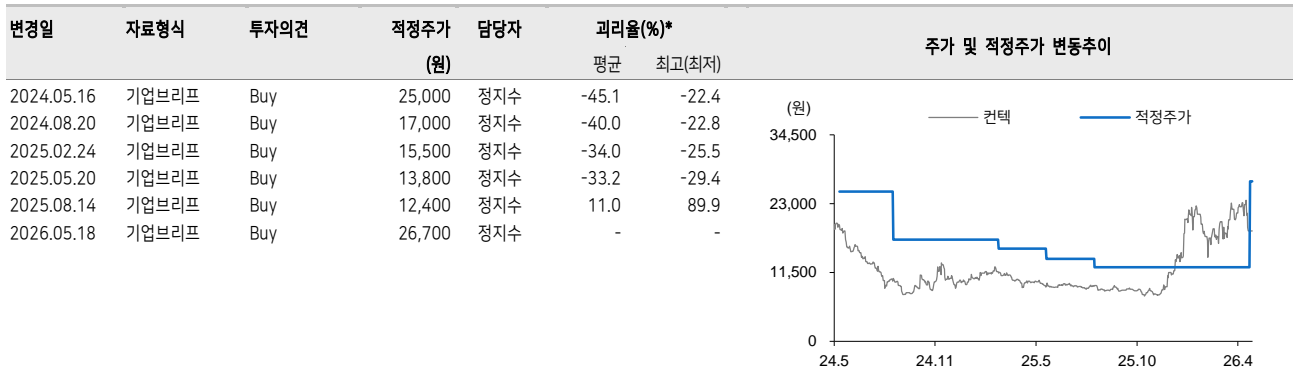 변경일 자료형식 투자의견 적정주가 담당자 괴리율(%)* 주가 및 적정주가 변동추이
(원) 평균 최고(최저)
2024.05.16 기업브리프 Buy 25,000 정지수 -45.1 -22.4
2024.08.20 기업브리프 Buy 17,000 정지수 -40.0 -22.8
2025.02.24 기업브리프 Buy 15,500 정지수 -34.0 -25.5
2025.05.20 기업브리프 Buy 13,800 정지수 -33.2 -29.4
2025.08.14 기업브리프 Buy 12,400 정지수 11.0 89.9
2026.05.18 기업브리프 Buy 26,700 정지수 - -
(원)
컨텍 적정주가
34,500
23,000
11,500
0
24.5 24.11 25.5 25.10 26.4